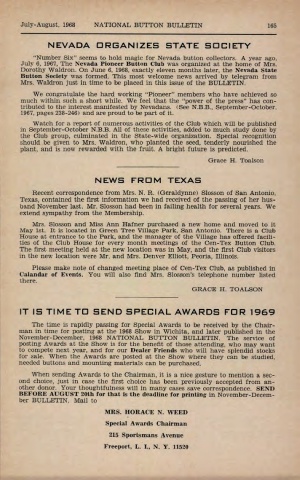 July-August, 1968 NATIONAL BUTTON BULLETIN 165
NEVADA ORGANIZES STATE SOCIETY
"Number Six" seems to hold magic for Nevada button collectors. A year ago,
July 6, 1967, The Nevada Pioneer Button Club was organized at the home of Mrs.
Dorothy Waldron. On June 6, 1968, exactly eleven months later, the Nevada State
Button Society was formed. This most welcome news arrived by telegram from
Mrs. Waldron just in time to be placed in this issue of the BULLETIN.
We congratulate the hard working "Pioneer" members who have achieved so
much within such a short while. We feel that the "power of the press" has con-
tributed to the interest manifested by Nevadans. (See N.B.B., September-October,
1967, pages 238-246) and are proud to be part of it.
Watch for a report of numerous activities of the Club which will be published
in September-October N.B.B. All of these activities, added to much study done by
the Club group, culminated in the State-wide organization. Special recognition
should be given to Mrs. Waldron, who planted the seed, tenderly nourished the
plant, and is now rewarded with the fruit. A bright future is predicted.
Grace H. Toalson
NEWS FROM TEXAS
Recent correspondence from Mrs. N. R. (Geraldynne) Slosson of San Antonio,
Texas, contained the first information we had received of the passing of her hus-
band November last. Mr. Slosson had been in failing health for several years. We
extend sympathy from the Membership.
Mrs. Slosson and Miss Ann Hafner purchased a new home and moved to it
May 1st. It is located in Green Tree Village Park, San Antonio. There is a Club
House at entrance to the Park, and the manager of the Village has offered facili-
ties of the Club House for every month meetings of the Cen-Tex Button Club.
The first meeting held at the new location was in May, and the first Club visitors
in the new location were Mr. and Mrs. Denver Elliott, Peoria, Illinois.
Please make note of changed meeting place of Cen-Tex Club, as published in
Calandar of Events. You will also find Mrs. Slosson's telephone number listed
there.
GRACE H. TOALSON
IT IS TIME TO SEND SPECIAL AWARDS FOR 1969
The time is rapidly passing for Special Awards to be received by the Chair-
man in time for posting at the 1968 Show in Wichita, and later published in the
November-December, 1968 NATIONAL BUTTON BULLETIN. The service of
posting Awards at the Show is for the benefit of those attending, who may want
to compete next year, and for our Dealer Friends who will have splendid stocks
for sale. When the Awards are posted at the Show where they can be studied,
needed buttons and mounting materials can be purchased.
When sending Awards to the Chairman, it is a nice gesture to mention a sec-
ond choice, just in case the first choice has been previously accepted from an-
other donor. Your thoughtfulness will in many cases save correspondence. SEND
BEFORE AUGUST 20th for that is the deadline for printing in November-Decem-
ber BULLETIN. Mail to
MRS. HORACE N. WEED
Special Awards Chairman
215 Sportsmans Avenue
Freeport, L. I., N. Y. 11520